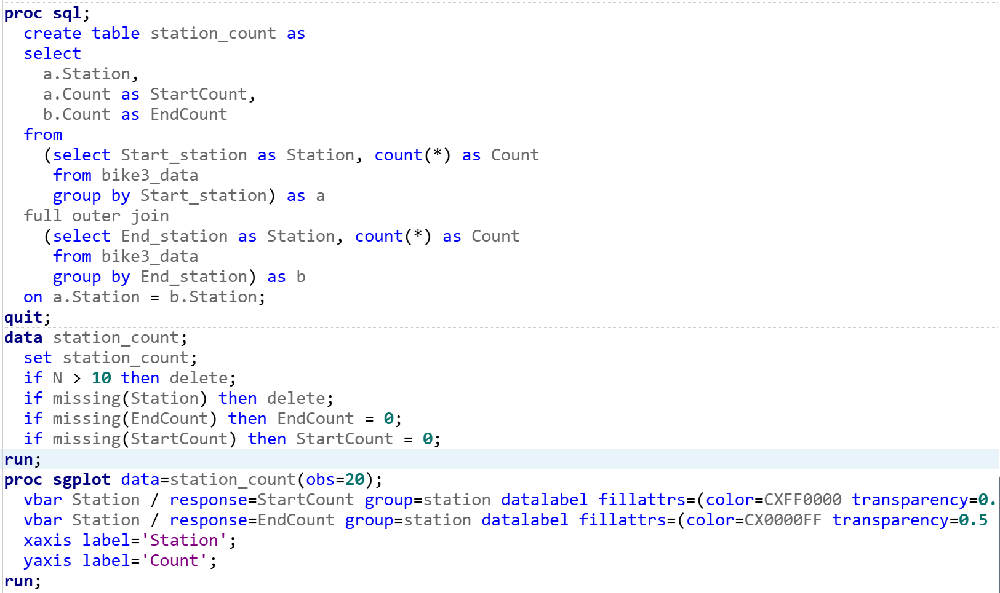 proc sql;
  create table station_count as
  select
    a.Station,
    a.Count as StartCount,
    b.Count as EndCount
  from
    (select Start_station as Station, count(*) as Count
     from bike3_data
     group by Start_station) as a
  full outer join
    (select End_station as Station, count(*) as Count
     from bike3_data
     group by End_station) as b
  on a.Station = b.Station;
quit;
data station_count;
  set station_count;
  if N > 10 then delete;
  if missing(Station) then delete;
  if missing(EndCount) then EndCount = 0;
  if missing(StartCount) then StartCount = 0;
run;
proc sgplot data=station_count(obs=20);
  vbar Station / response=StartCount group=station datalabel fillattrs=(color=CXFF0000 transparency=0.
  vbar Station / response=EndCount group=station datalabel fillattrs=(color=CX0000FF transparency=0.5
  xaxis label='Station';
  yaxis label='Count';
run;